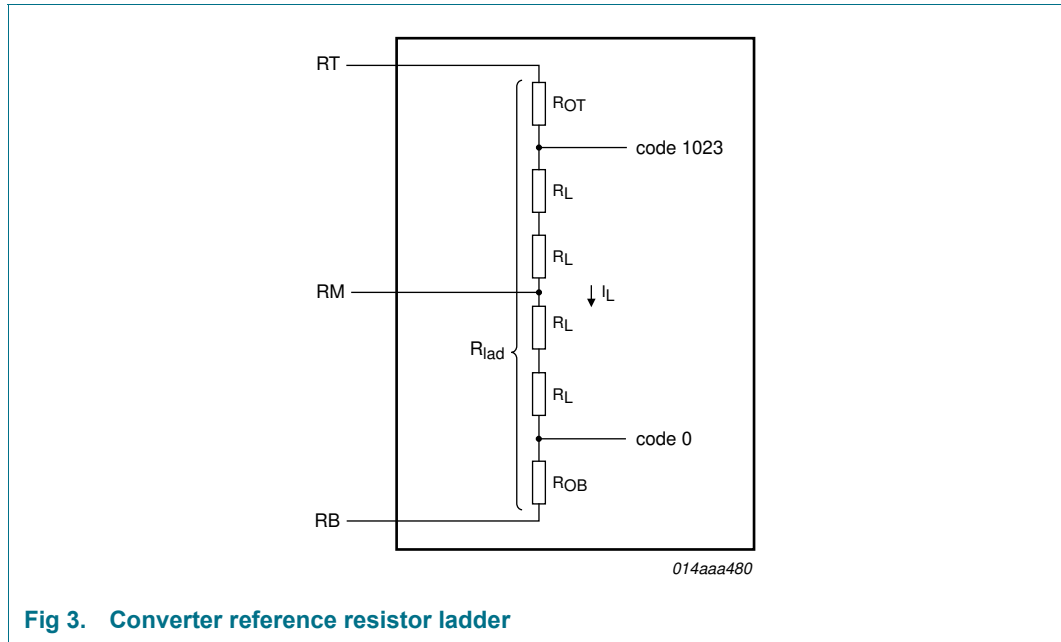 RT
ROT
code 1023
RL
RL
RM
IL
RL
Rlad
RL
code 0
ROB
RB
014aaa480
Fig 3. Converter reference resistor ladder